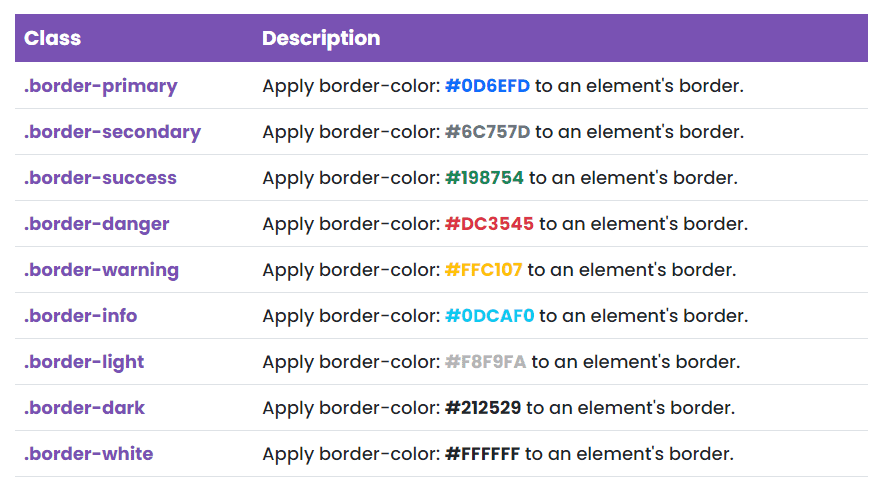 Class Description
.border-primary Apply border-color: #0D6EFD to an element's border.
.border-secondary Apply border-color: #6C757D to an element's border.
.border-success Apply border-color: #198754 to an element's border.
.border-danger Apply border-color: #DC3545 to an element's border.
.border-warning Apply border-color: #FFC107 to an element's border.
.border-info Apply border-color: #0DCAF0 to an element's border.
.border-light Apply border-color: #F8F9FA to an element's border.
.border-dark Apply border-color: #212529 to an element's border.
.border-white Apply border-color: #FFFFFF to an element's border.